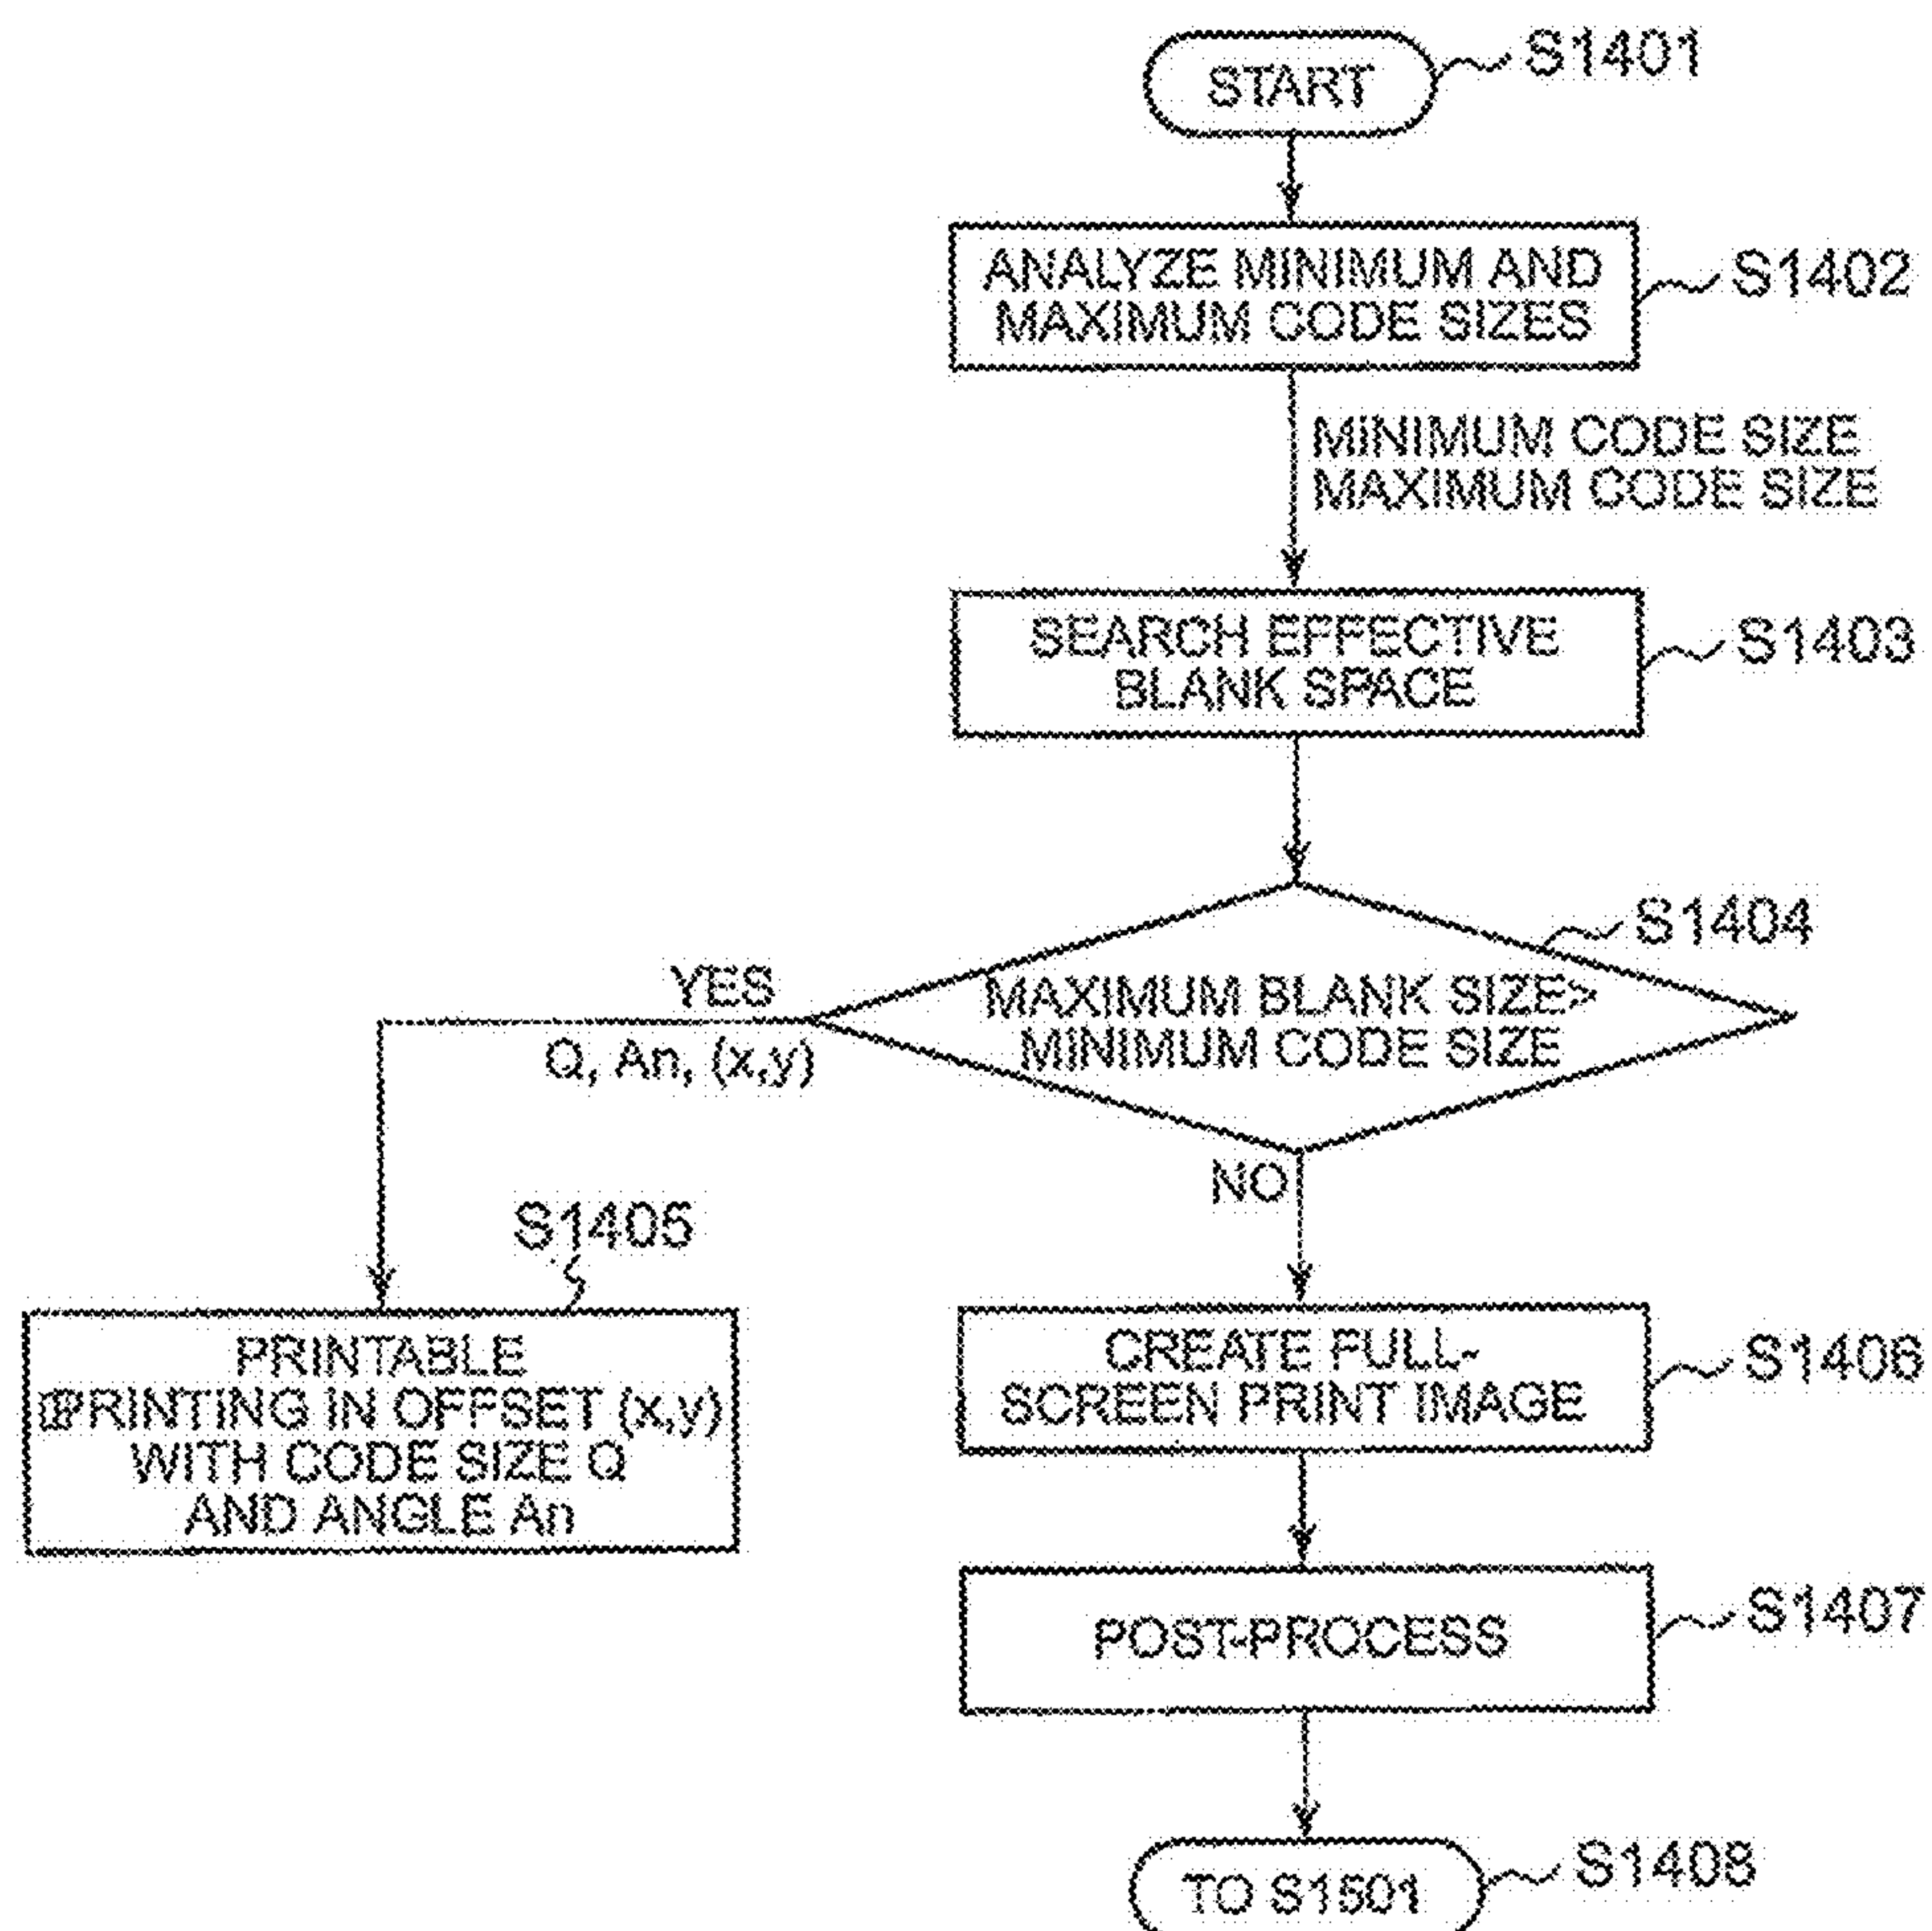 START
S1401
ANALYZE MINIMUM AND
MAXIMUM CODE SIZES
S1402
MINIMUM CODE SIZE
MAXIMUM CODE SIZE
SEARCH EFFECTIVE
BLANK SPACE
S1403
S1404
MAXIMUM BLANK SIZE>
MINIMUM CODE SIZE
YES
Q, An, (x,y)
NO
S1405
PRINTABLE
PRINTING IN OFFSET (x,y)
WITH CODE SIZE Q
AND ANGLE An
CREATE FULL-
SCREEN PRINT IMAGE
S1406
POST-PROCESS
S1407
TO S1501
S1408